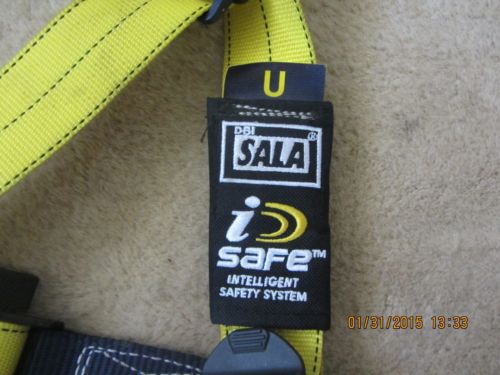 U
DBI
SALA®
i
safe™
INTELLIGENT
SAFETY SYSTEM
01/31/2015 13:33